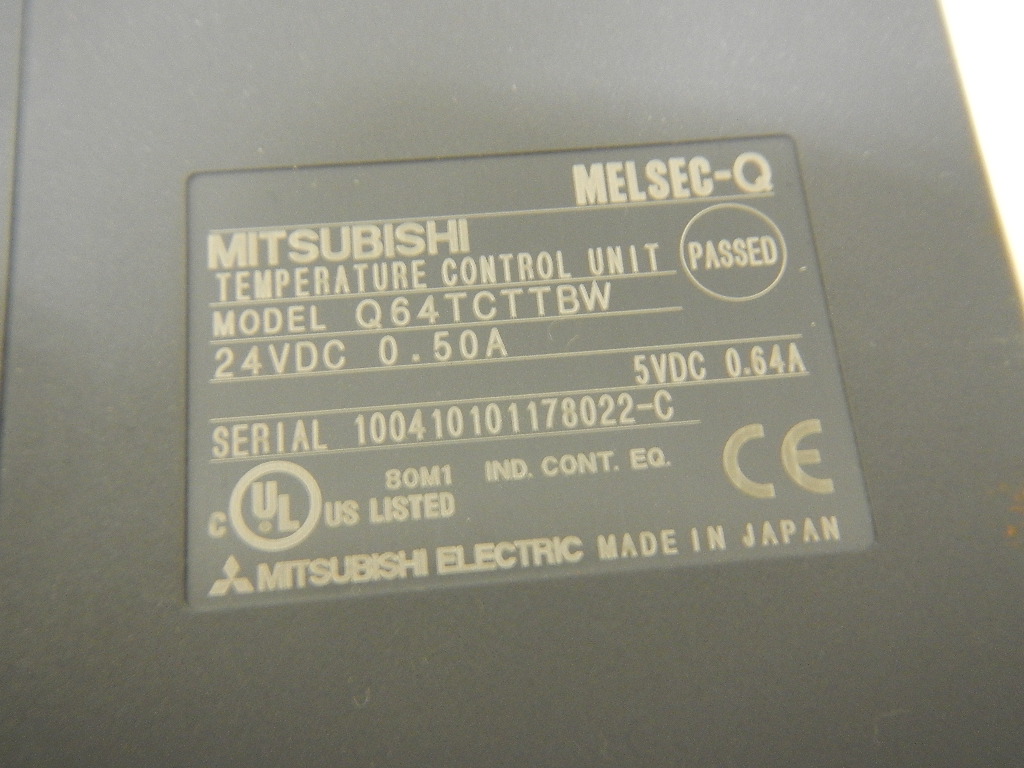 MELSEC-Q
MITSUBISHI
TEMPERATURE CONTROL UNIT
PASSED
MODEL Q64TCTTBW
24VDC 0.50A
5VDC 0.64A
SERIAL 100410101178022-C
80M1 IND. CONT. EQ.
C UL US LISTED
CE
MITSUBISHI ELECTRIC MADE IN JAPAN